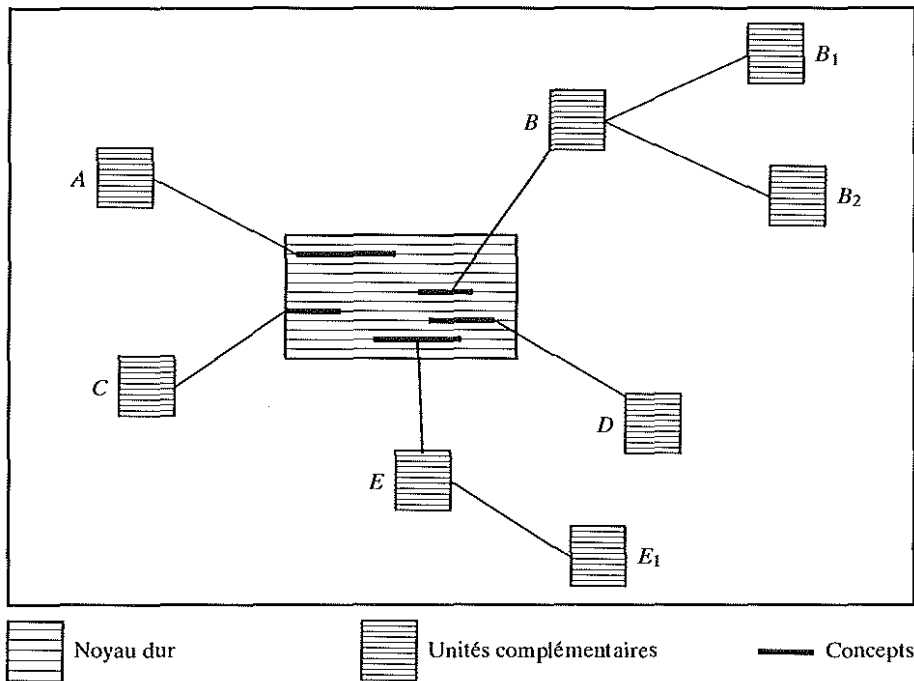 B₁
B
A
B₂
C
D
E
E₁
Noyau dur
Unités complémentaires
Concepts